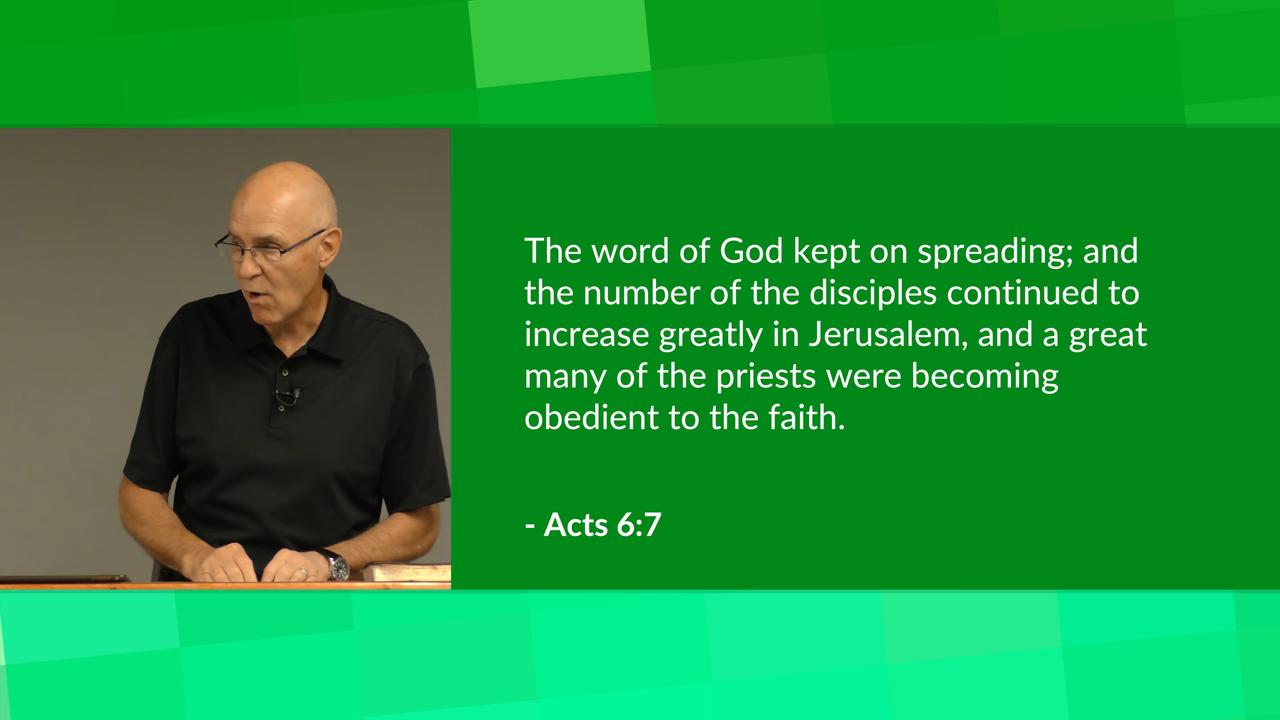 The word of God kept on spreading; and
the number of the disciples continued to
increase greatly in Jerusalem, and a great
many of the priests were becoming
obedient to the faith.
- Acts 6:7